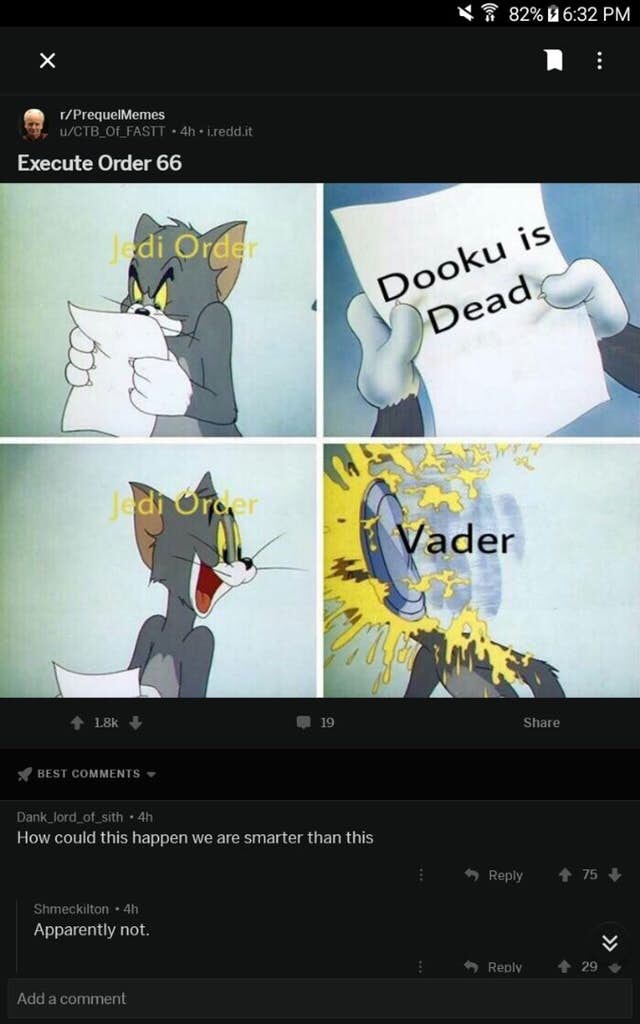 82% 6:32 PM
r/PrequelMemes
u/CTB_Of_FASTT • 4h • i.redd.it
Execute Order 66
Jedi Order
Dooku is
Dead
Jedi Order
Vader
1.8k 19 Share
BEST COMMENTS
Dank_lord_of_sith • 4h
How could this happen we are smarter than this
Reply 75
Shmeckilton • 4h
Apparently not.
Reply 29
Add a comment